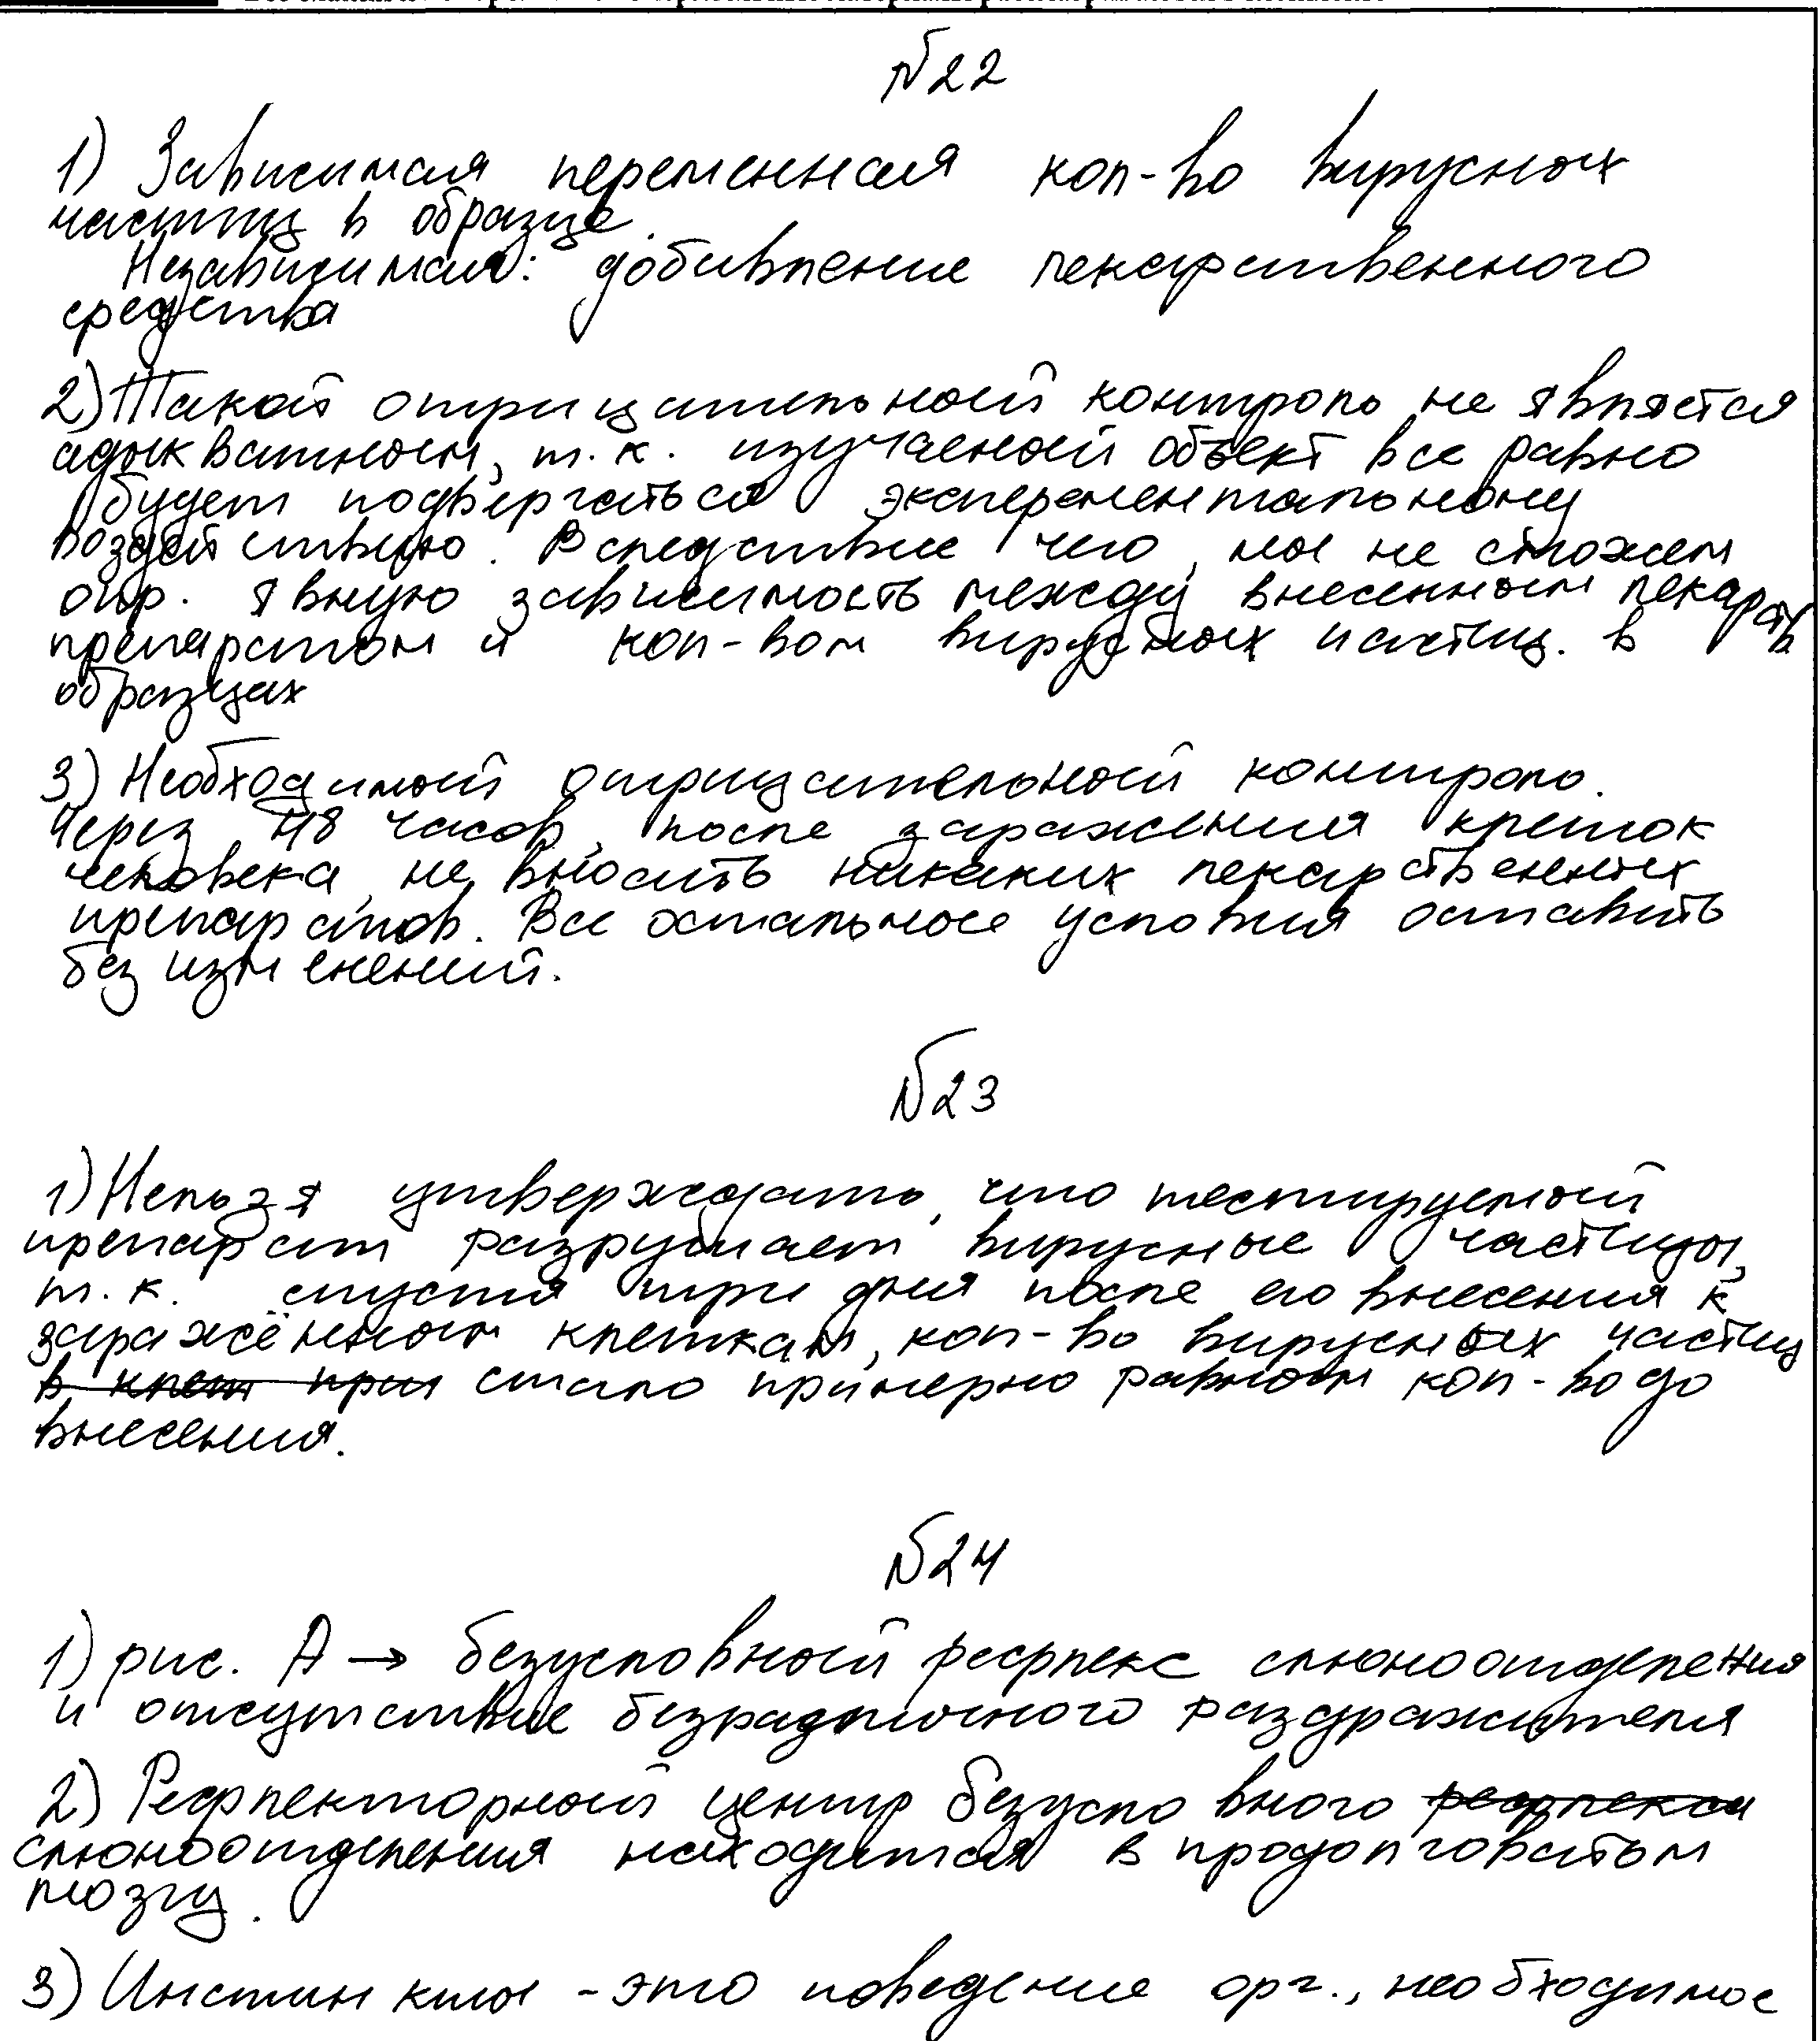 №22
1) Зависимая переменная кол-во вирусных
частиц в образце.
Независимая: добавление лекарственного
средства
2) Такой отрицательный контроль не является
адыкватным, т.к. изучаемый объект все равно
будет подвергаться эксперементальному
воздействию. Вследствие чего, мы не сможем
опр. явную зависимость между внесенным лекарств
препаратом и кол-вом вирусных частиц. в
образцах
3) Необходимый отрицательный контроль.
Через 48 часов, после заражения клеток
человека, не вносить никаких лекарственных
препаратов. Все остальные условия оставить
без изменений.
№23
1) Нельзя утверждать, что тестируемый
препарат разрушает вирусные частицы,
т.к. спустя три дня после его внесения к
заражённым клеткам, кол-во вирусных частиц
в клет при стало примерно равным кол-во до
внесения.
№24
1) рис. А → безусловный рефлекс слюноотделения
и отсутствие безразличного раздражителя
2) Рефлекторный центр безусловного рефлекса
слюноотделения находится в продолговатом
мозгу.
3) Инстинкты - это поведение орг., необходимое